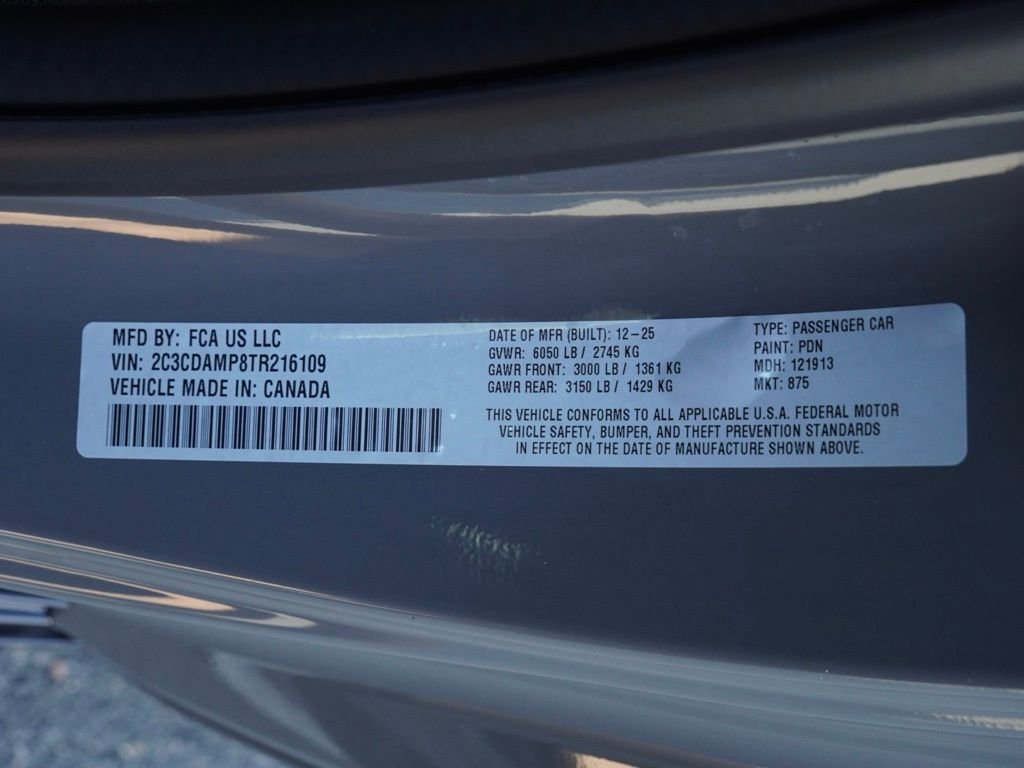 MFD BY: FCA US LLC
VIN: 2C3CDAMP8TR216109
VEHICLE MADE IN: CANADA
DATE OF MFR (BUILT): 12-25
GVWR: 6050 LB / 2745 KG
GAWR FRONT: 3000 LB / 1361 KG
GAWR REAR: 3150 LB / 1429 KG
TYPE: PASSENGER CAR
PAINT: PDN
MDH: 121913
MKT: 875
THIS VEHICLE CONFORMS TO ALL APPLICABLE U.S.A. FEDERAL MOTOR
VEHICLE SAFETY, BUMPER, AND THEFT PREVENTION STANDARDS
IN EFFECT ON THE DATE OF MANUFACTURE SHOWN ABOVE.